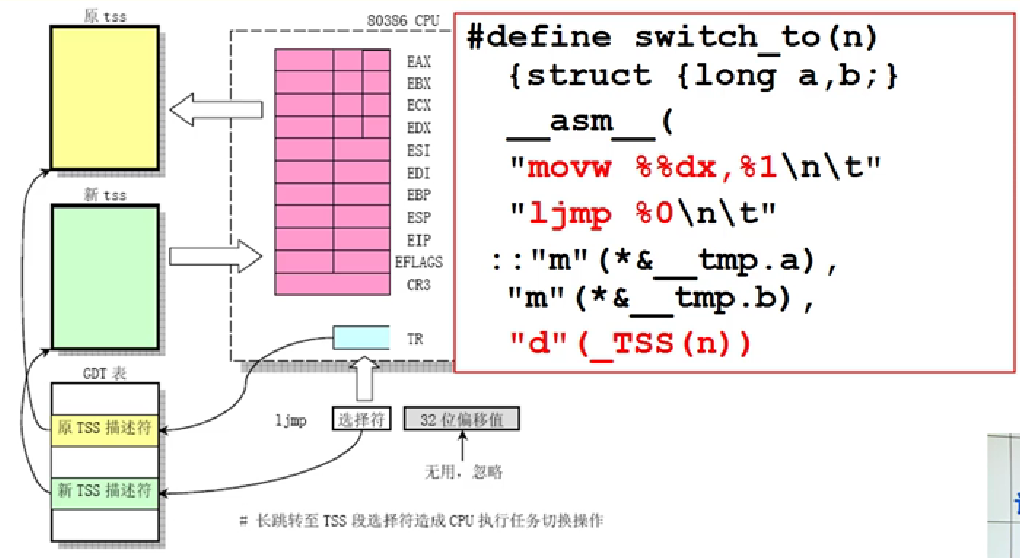 原 tss
80386 CPU
EAX
EBX
ECX
EDX
ESI
EDI
EBP
ESP
EIP
EFLAGS
CR3
TR
新 tss
GDT 表
原 TSS 描述符
新 TSS 描述符
ljmp
选择符
32 位偏移值
无用，忽略
# 长跳转至 TSS 段选择符造成 CPU 执行任务切换操作
#define switch_to(n)
{struct {long a,b;}
__asm__(
"movw %%dx,%1\n\t"
"ljmp %0\n\t"
::"m"(*&__tmp.a),
"m"(*&__tmp.b),
"d"(_TSS(n))